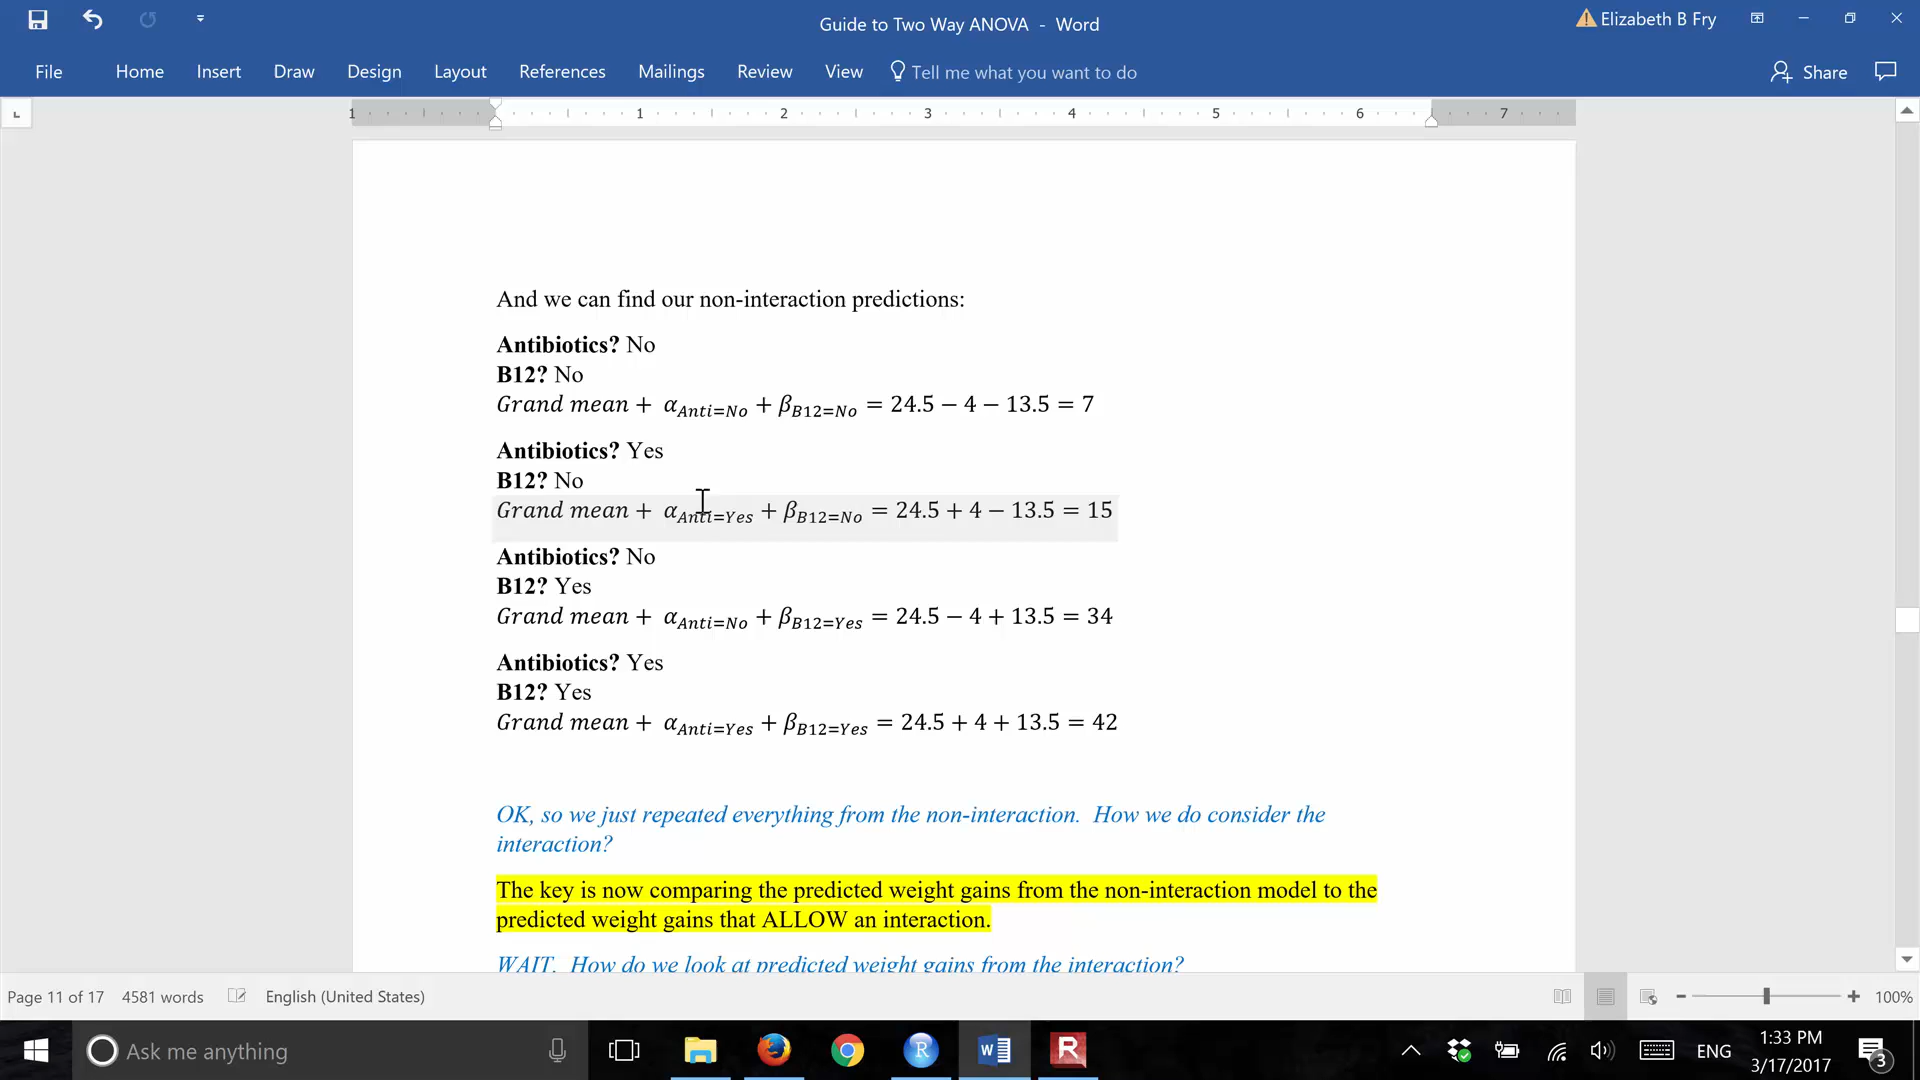 Guide to Two Way ANOVA - Word
Elizabeth B Fry
File Home Insert Draw Design Layout References Mailings Review View Tell me what you want to do
Share
1 1 2 3 4 5 6 7
And we can find our non-interaction predictions:
Antibiotics? No
B12? No
Grand mean + α_{Anti=No} + β_{B12=No} = 24.5 − 4 − 13.5 = 7
Antibiotics? Yes
B12? No
Grand mean + α_{Anti=Yes} + β_{B12=No} = 24.5 + 4 − 13.5 = 15
Antibiotics? No
B12? Yes
Grand mean + α_{Anti=No} + β_{B12=Yes} = 24.5 − 4 + 13.5 = 34
Antibiotics? Yes
B12? Yes
Grand mean + α_{Anti=Yes} + β_{B12=Yes} = 24.5 + 4 + 13.5 = 42
OK, so we just repeated everything from the non-interaction. How we do consider the
interaction?
The key is now comparing the predicted weight gains from the non-interaction model to the
predicted weight gains that ALLOW an interaction.
WAIT. How do we look at predicted weight gains from the interaction?
Page 11 of 17 4581 words English (United States)
100%
Ask me anything
ENG
1:33 PM
3/17/2017
3